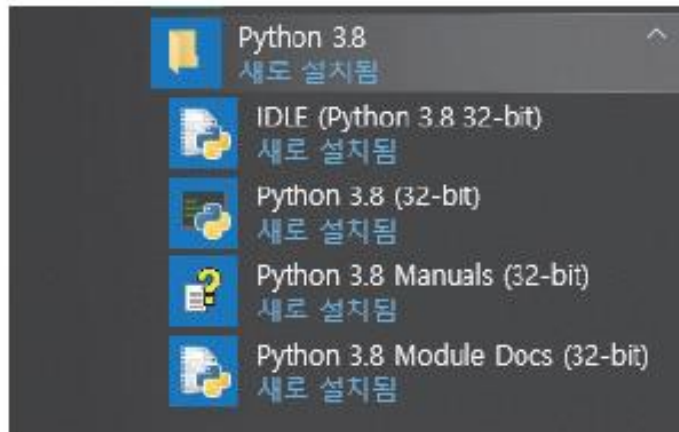 Python 3.8
새로 설치됨
IDLE (Python 3.8 32-bit)
새로 설치됨
Python 3.8 (32-bit)
새로 설치됨
Python 3.8 Manuals (32-bit)
새로 설치됨
Python 3.8 Module Docs (32-bit)
새로 설치됨